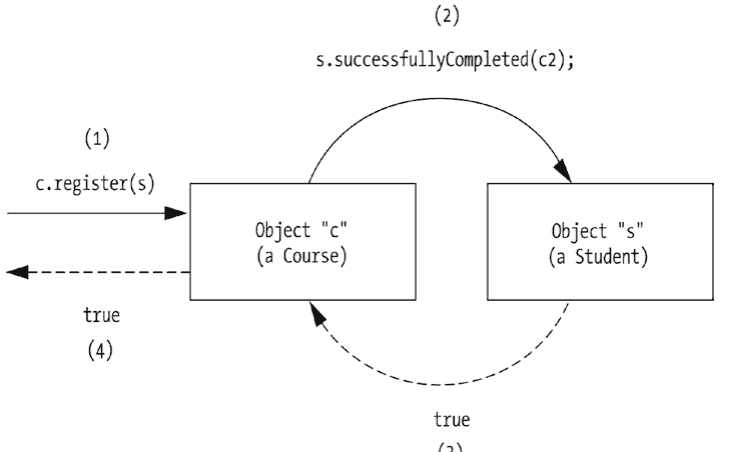 (2)
s.successfullyCompleted(c2);
(1)
c.register(s)
Object "c"
(a Course)
Object "s"
(a Student)
true
(4)
true